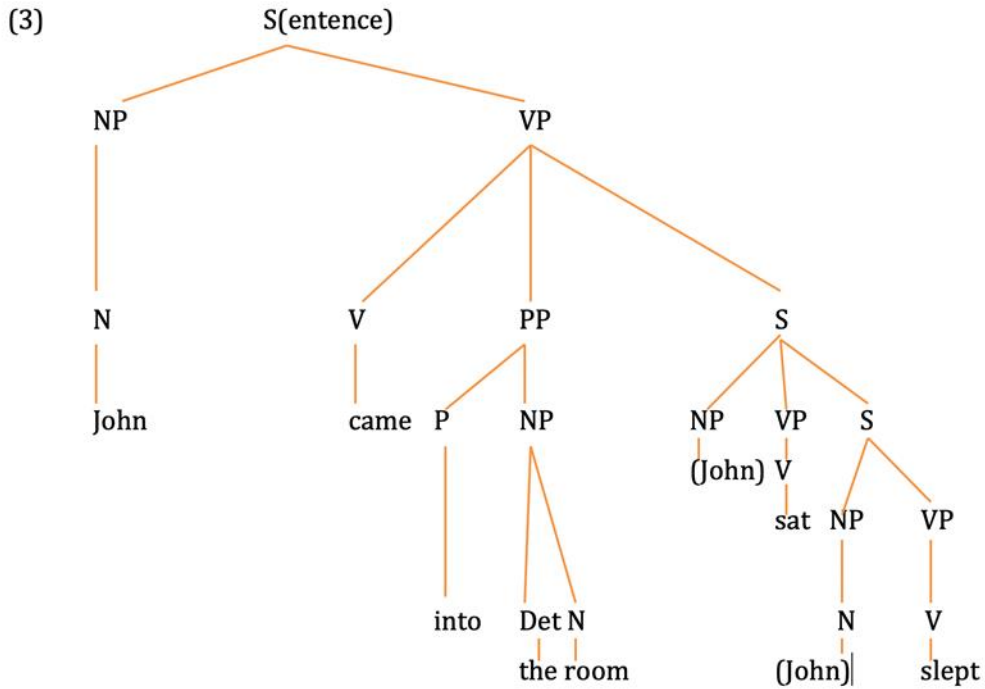 (3) S(entence)
NP VP
N V PP S
John came P NP NP VP S
(John) V
sat NP VP
into Det N N V
the room (John) slept